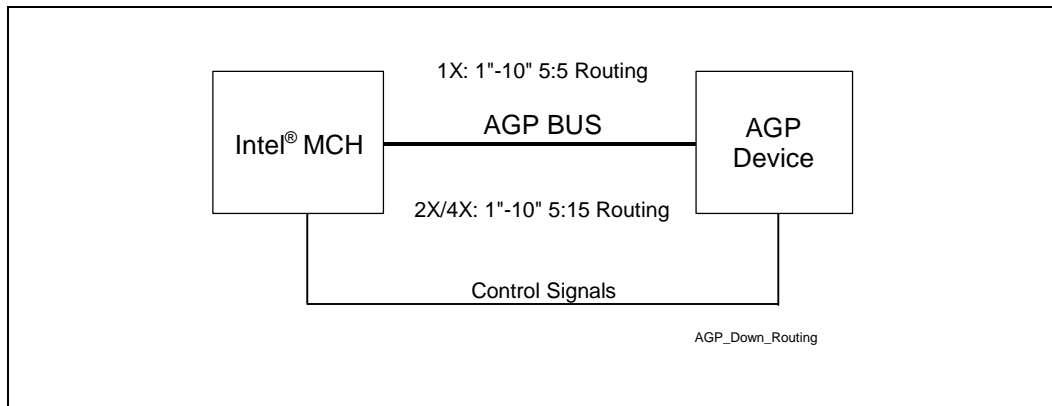 1X: 1"-10" 5:5 Routing
Intel® MCH
AGP BUS
AGP
Device
2X/4X: 1"-10" 5:15 Routing
Control Signals
AGP_Down_Routing